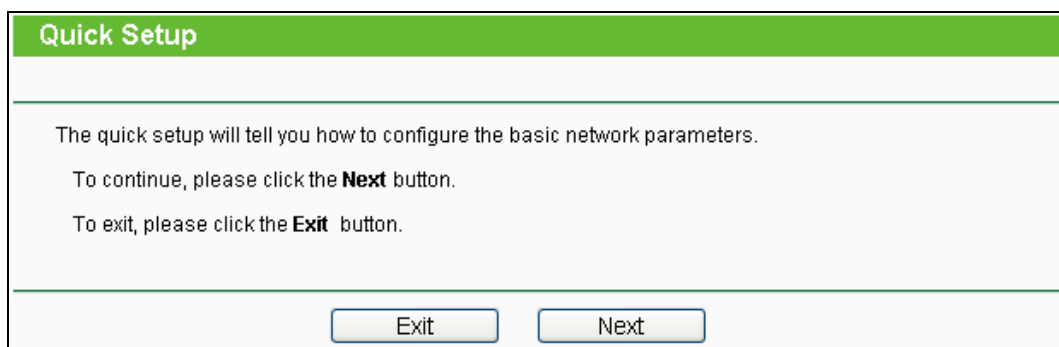 Quick Setup
The quick setup will tell you how to configure the basic network parameters.
To continue, please click the Next button.
To exit, please click the Exit button.
Exit Next